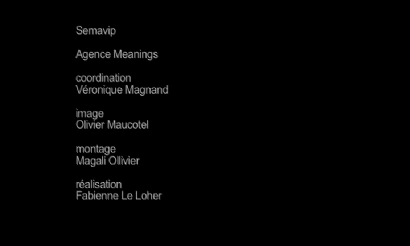 Semavip
Agence Meanings
coordination
Véronique Magnand
image
Olivier Maucotel
montage
Magali Ollivier
réalisation
Fabienne Le Loher